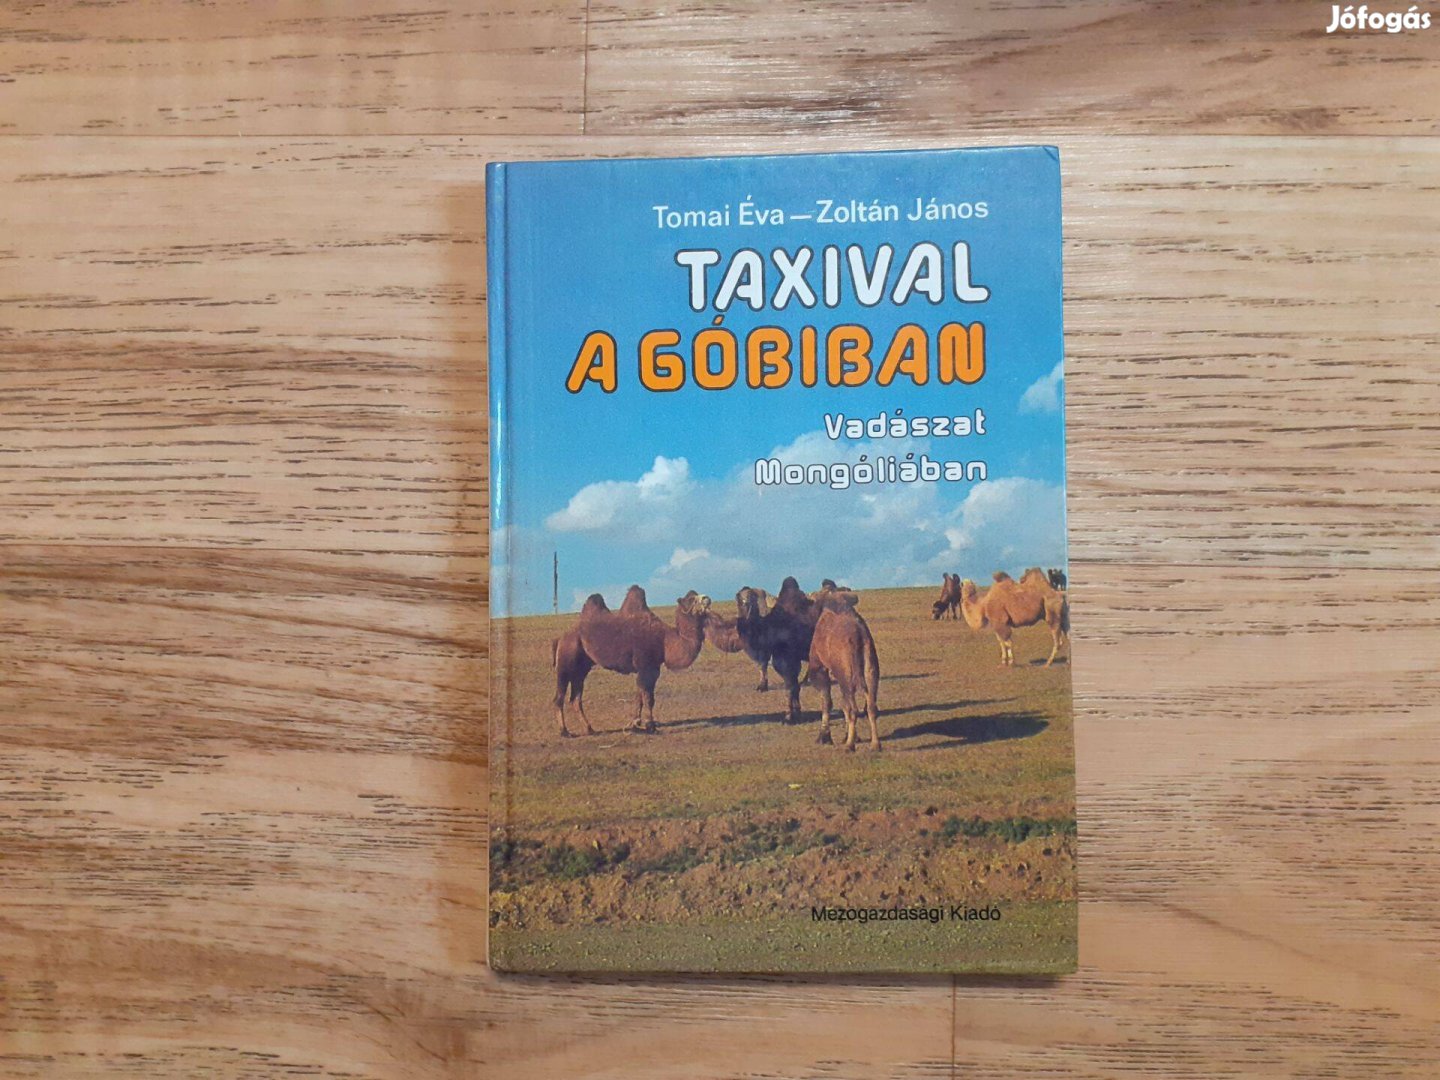 Jófogás
Tomai Éva – Zoltán János
TAXIVAL
A GÓBIBAN
Vadászat
Mongóliában
Mezogazdasági Kiadó